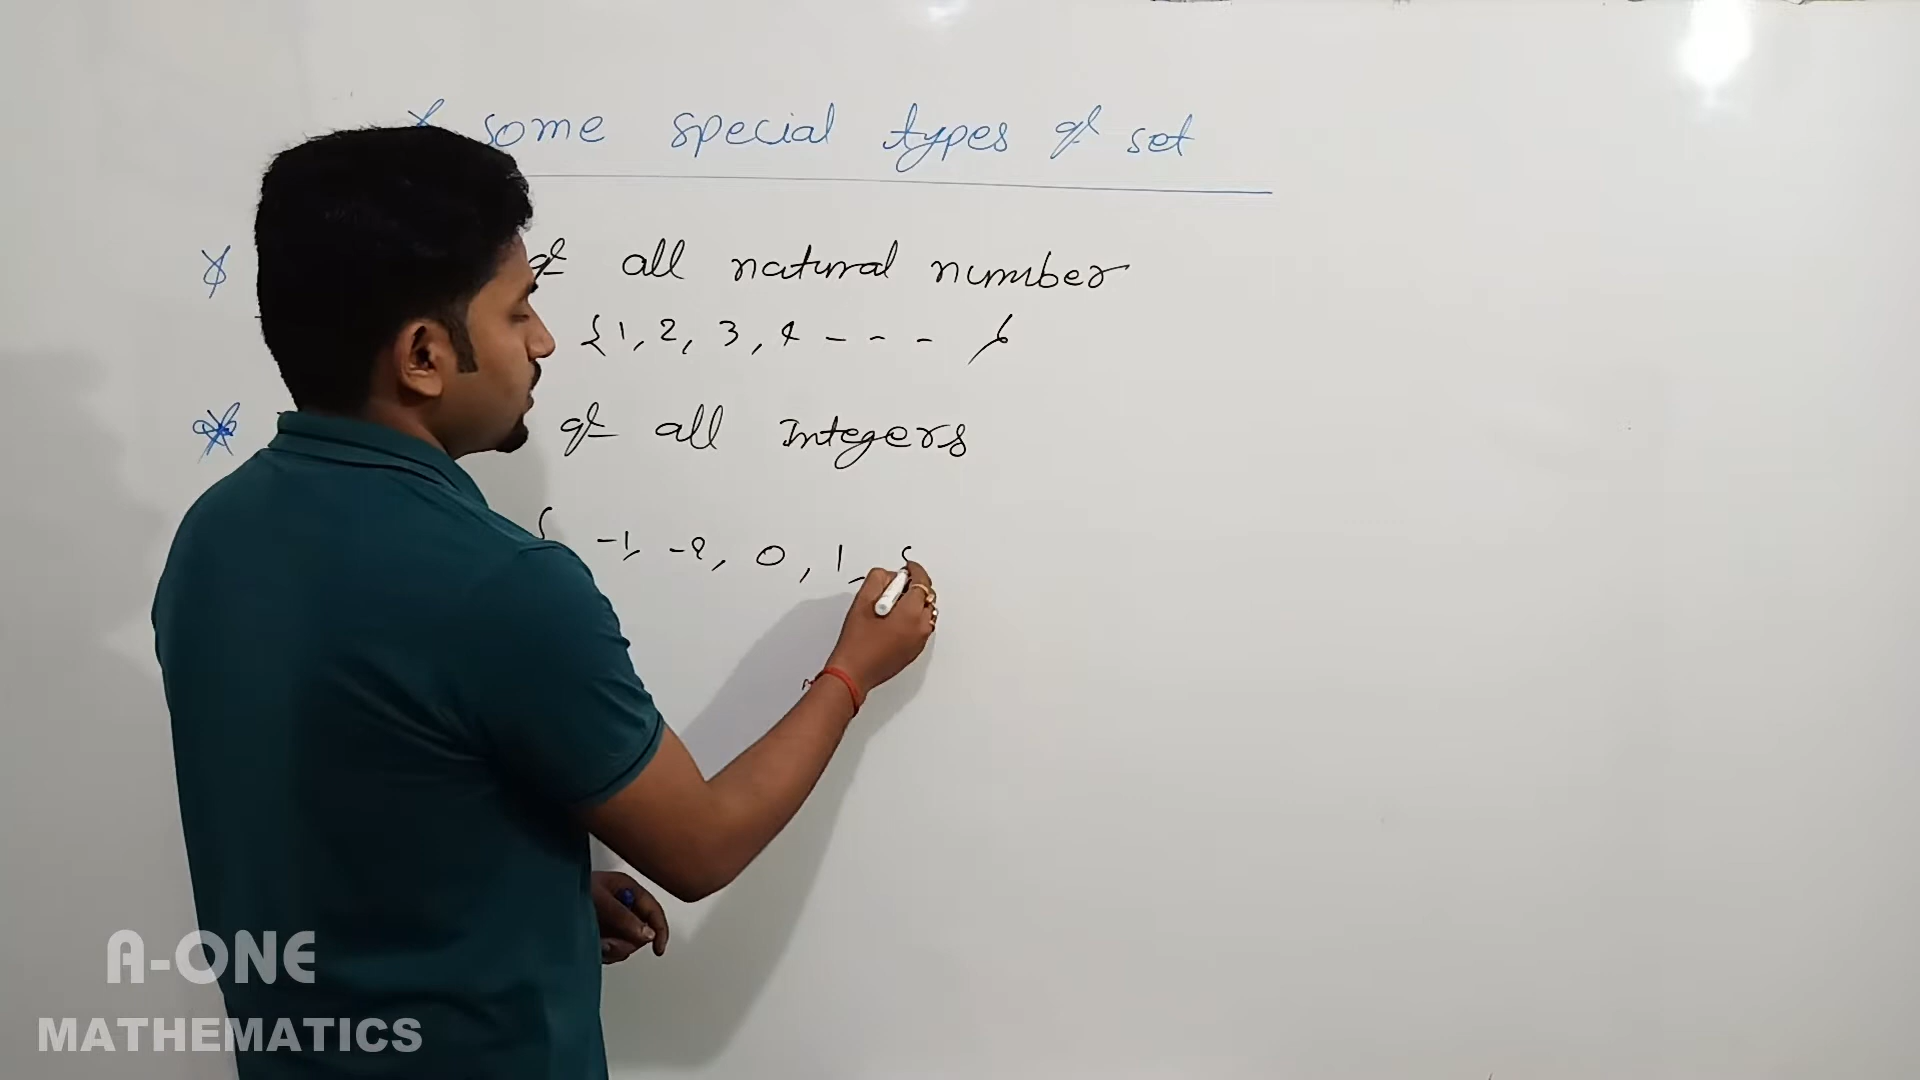 * some special types of set
* of all natural number
{1, 2, 3, 4 - - - }
* of all Integers
{ -1, -2, 0, 1,
A-ONE
MATHEMATICS